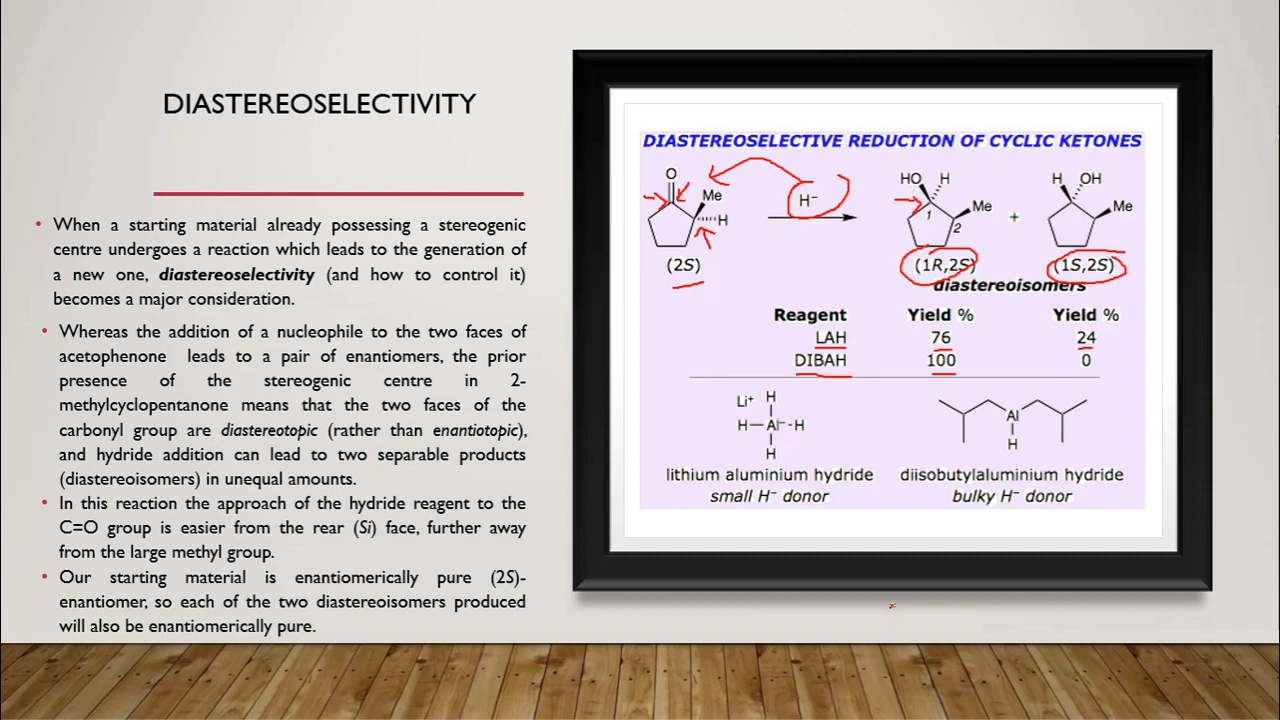 DIASTEREOSELECTIVITY
• When a starting material already possessing a stereogenic
centre undergoes a reaction which leads to the generation of
a new one, diastereoselectivity (and how to control it)
becomes a major consideration.
• Whereas the addition of a nucleophile to the two faces of
acetophenone leads to a pair of enantiomers, the prior
presence of the stereogenic centre in 2-
methylcyclopentanone means that the two faces of the
carbonyl group are diastereotopic (rather than enantiotopic),
and hydride addition can lead to two separable products
(diastereoisomers) in unequal amounts.
• In this reaction the approach of the hydride reagent to the
C=O group is easier from the rear (Si) face, further away
from the large methyl group.
• Our starting material is enantiomerically pure (2S)-
enantiomer, so each of the two diastereoisomers produced
will also be enantiomerically pure.
DIASTEREOSELECTIVE REDUCTION OF CYCLIC KETONES
O
Me
H
(2S)
H⁻
HO H
Me
1
2
(1R,2S)
+
H OH
Me
(1S,2S)
diastereoisomers
Reagent Yield % Yield %
LAH 76 24
DIBAH 100 0
Li⁺ H
H—Al⁻--H
H
lithium aluminium hydride
small H⁻ donor
Al
H
diisobutylaluminium hydride
bulky H⁻ donor